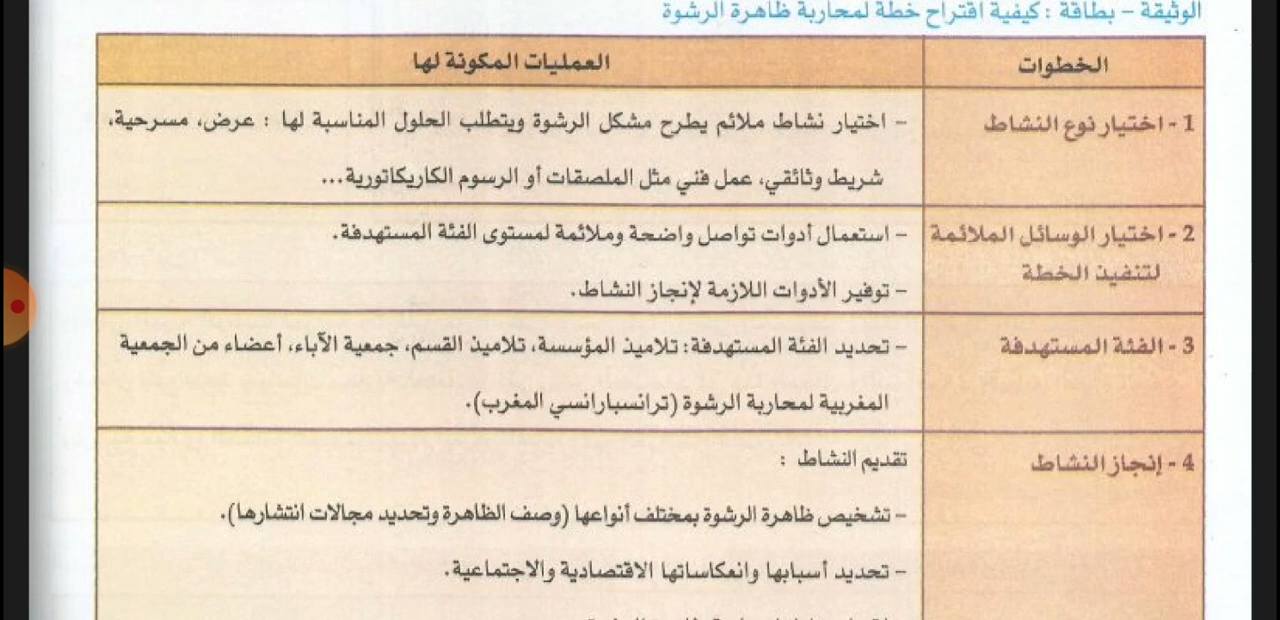 الوثيقة – بطاقة : كيفية اقتراح خطة لمحاربة ظاهرة الرشوة
الخطوات
العمليات المكونة لها
1 - اختيار نوع النشاط
– اختيار نشاط ملائم يطرح مشكل الرشوة ويتطلب الحلول المناسبة لها : عرض، مسرحية،
شريط وثائقي، عمل فني مثل الملصقات أو الرسوم الكاريكاتورية...
2 - اختيار الوسائل الملائمة
لتنفيذ الخطة
– استعمال أدوات تواصل واضحة وملائمة لمستوى الفئة المستهدفة.
– توفير الأدوات اللازمة لإنجاز النشاط.
3 - الفئة المستهدفة
– تحديد الفئة المستهدفة: تلاميذ المؤسسة، تلاميذ القسم، جمعية الآباء، أعضاء من الجمعية
المغربية لمحاربة الرشوة (ترانسبارانسي المغرب).
4 - إنجاز النشاط
تقديم النشاط :
– تشخيص ظاهرة الرشوة بمختلف أنواعها (وصف الظاهرة وتحديد مجالات انتشارها).
– تحديد أسبابها وانعكاساتها الاقتصادية والاجتماعية.